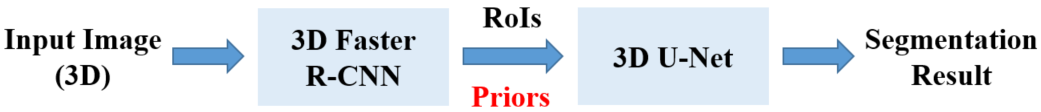 Input Image
(3D)
3D Faster
R-CNN
RoIs
Priors
3D U-Net
Segmentation
Result